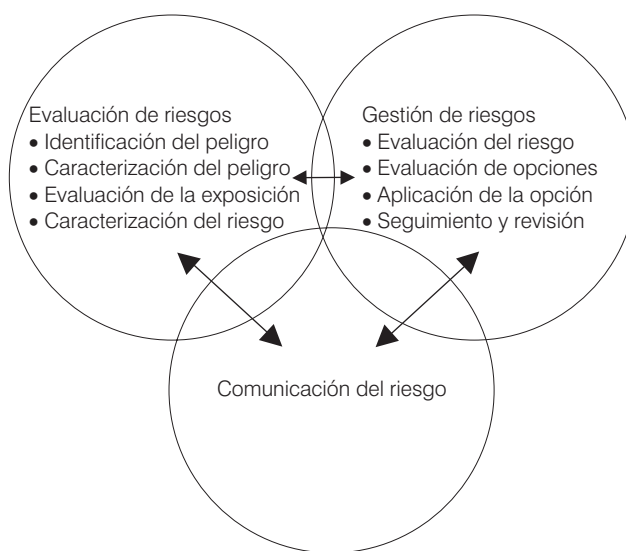 Evaluación de riesgos
• Identificación del peligro
• Caracterización del peligro
• Evaluación de la exposición
• Caracterización del riesgo
Gestión de riesgos
• Evaluación del riesgo
• Evaluación de opciones
• Aplicación de la opción
• Seguimiento y revisión
Comunicación del riesgo